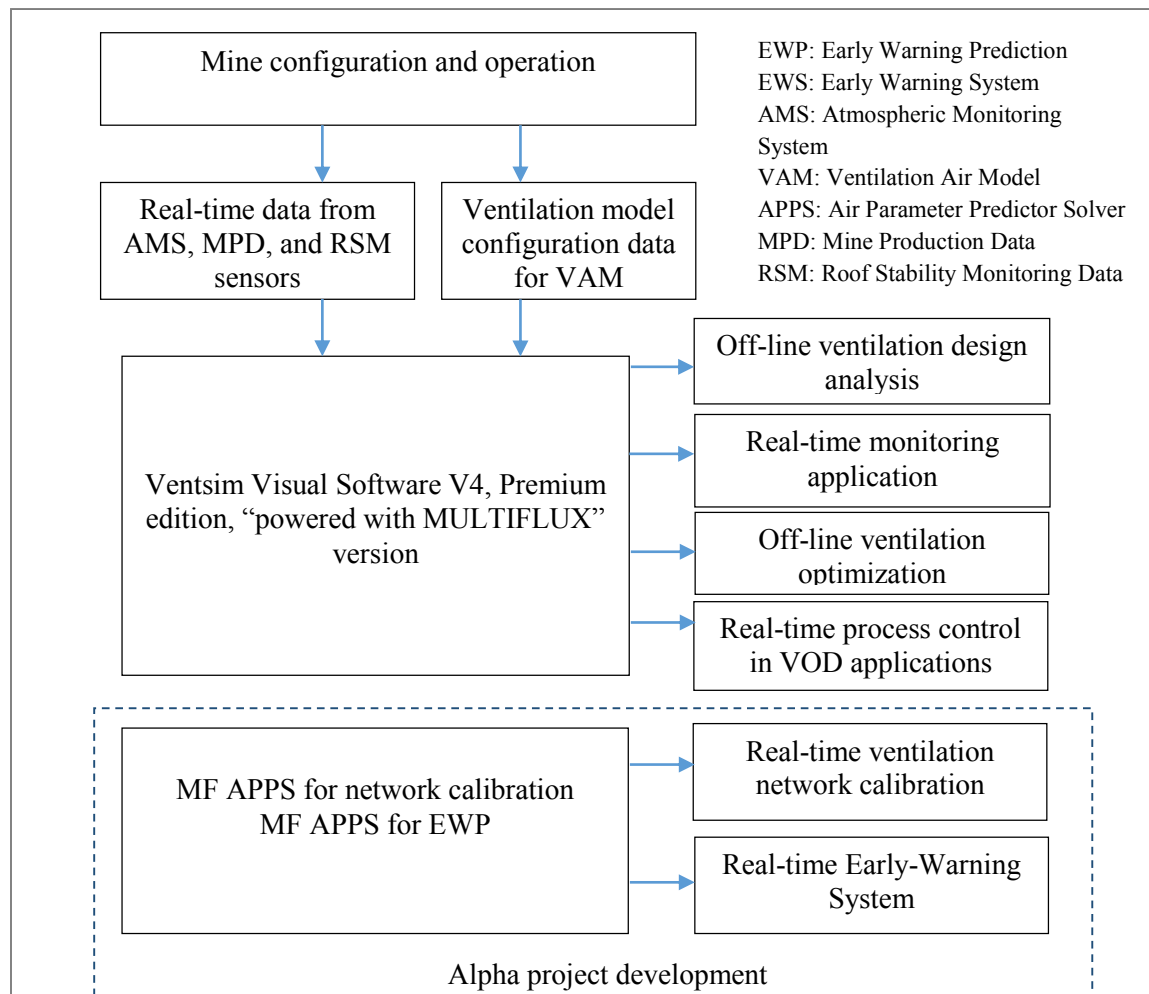 Mine configuration and operation
EWP: Early Warning Prediction
EWS: Early Warning System
AMS: Atmospheric Monitoring
System
VAM: Ventilation Air Model
APPS: Air Parameter Predictor Solver
MPD: Mine Production Data
RSM: Roof Stability Monitoring Data
Real-time data from
AMS, MPD, and RSM
sensors
Ventilation model
configuration data
for VAM
Ventsim Visual Software V4, Premium
edition, “powered with MULTIFLUX”
version
Off-line ventilation design
analysis
Real-time monitoring
application
Off-line ventilation
optimization
Real-time process control
in VOD applications
MF APPS for network calibration
MF APPS for EWP
Real-time ventilation
network calibration
Real-time Early-Warning
System
Alpha project development